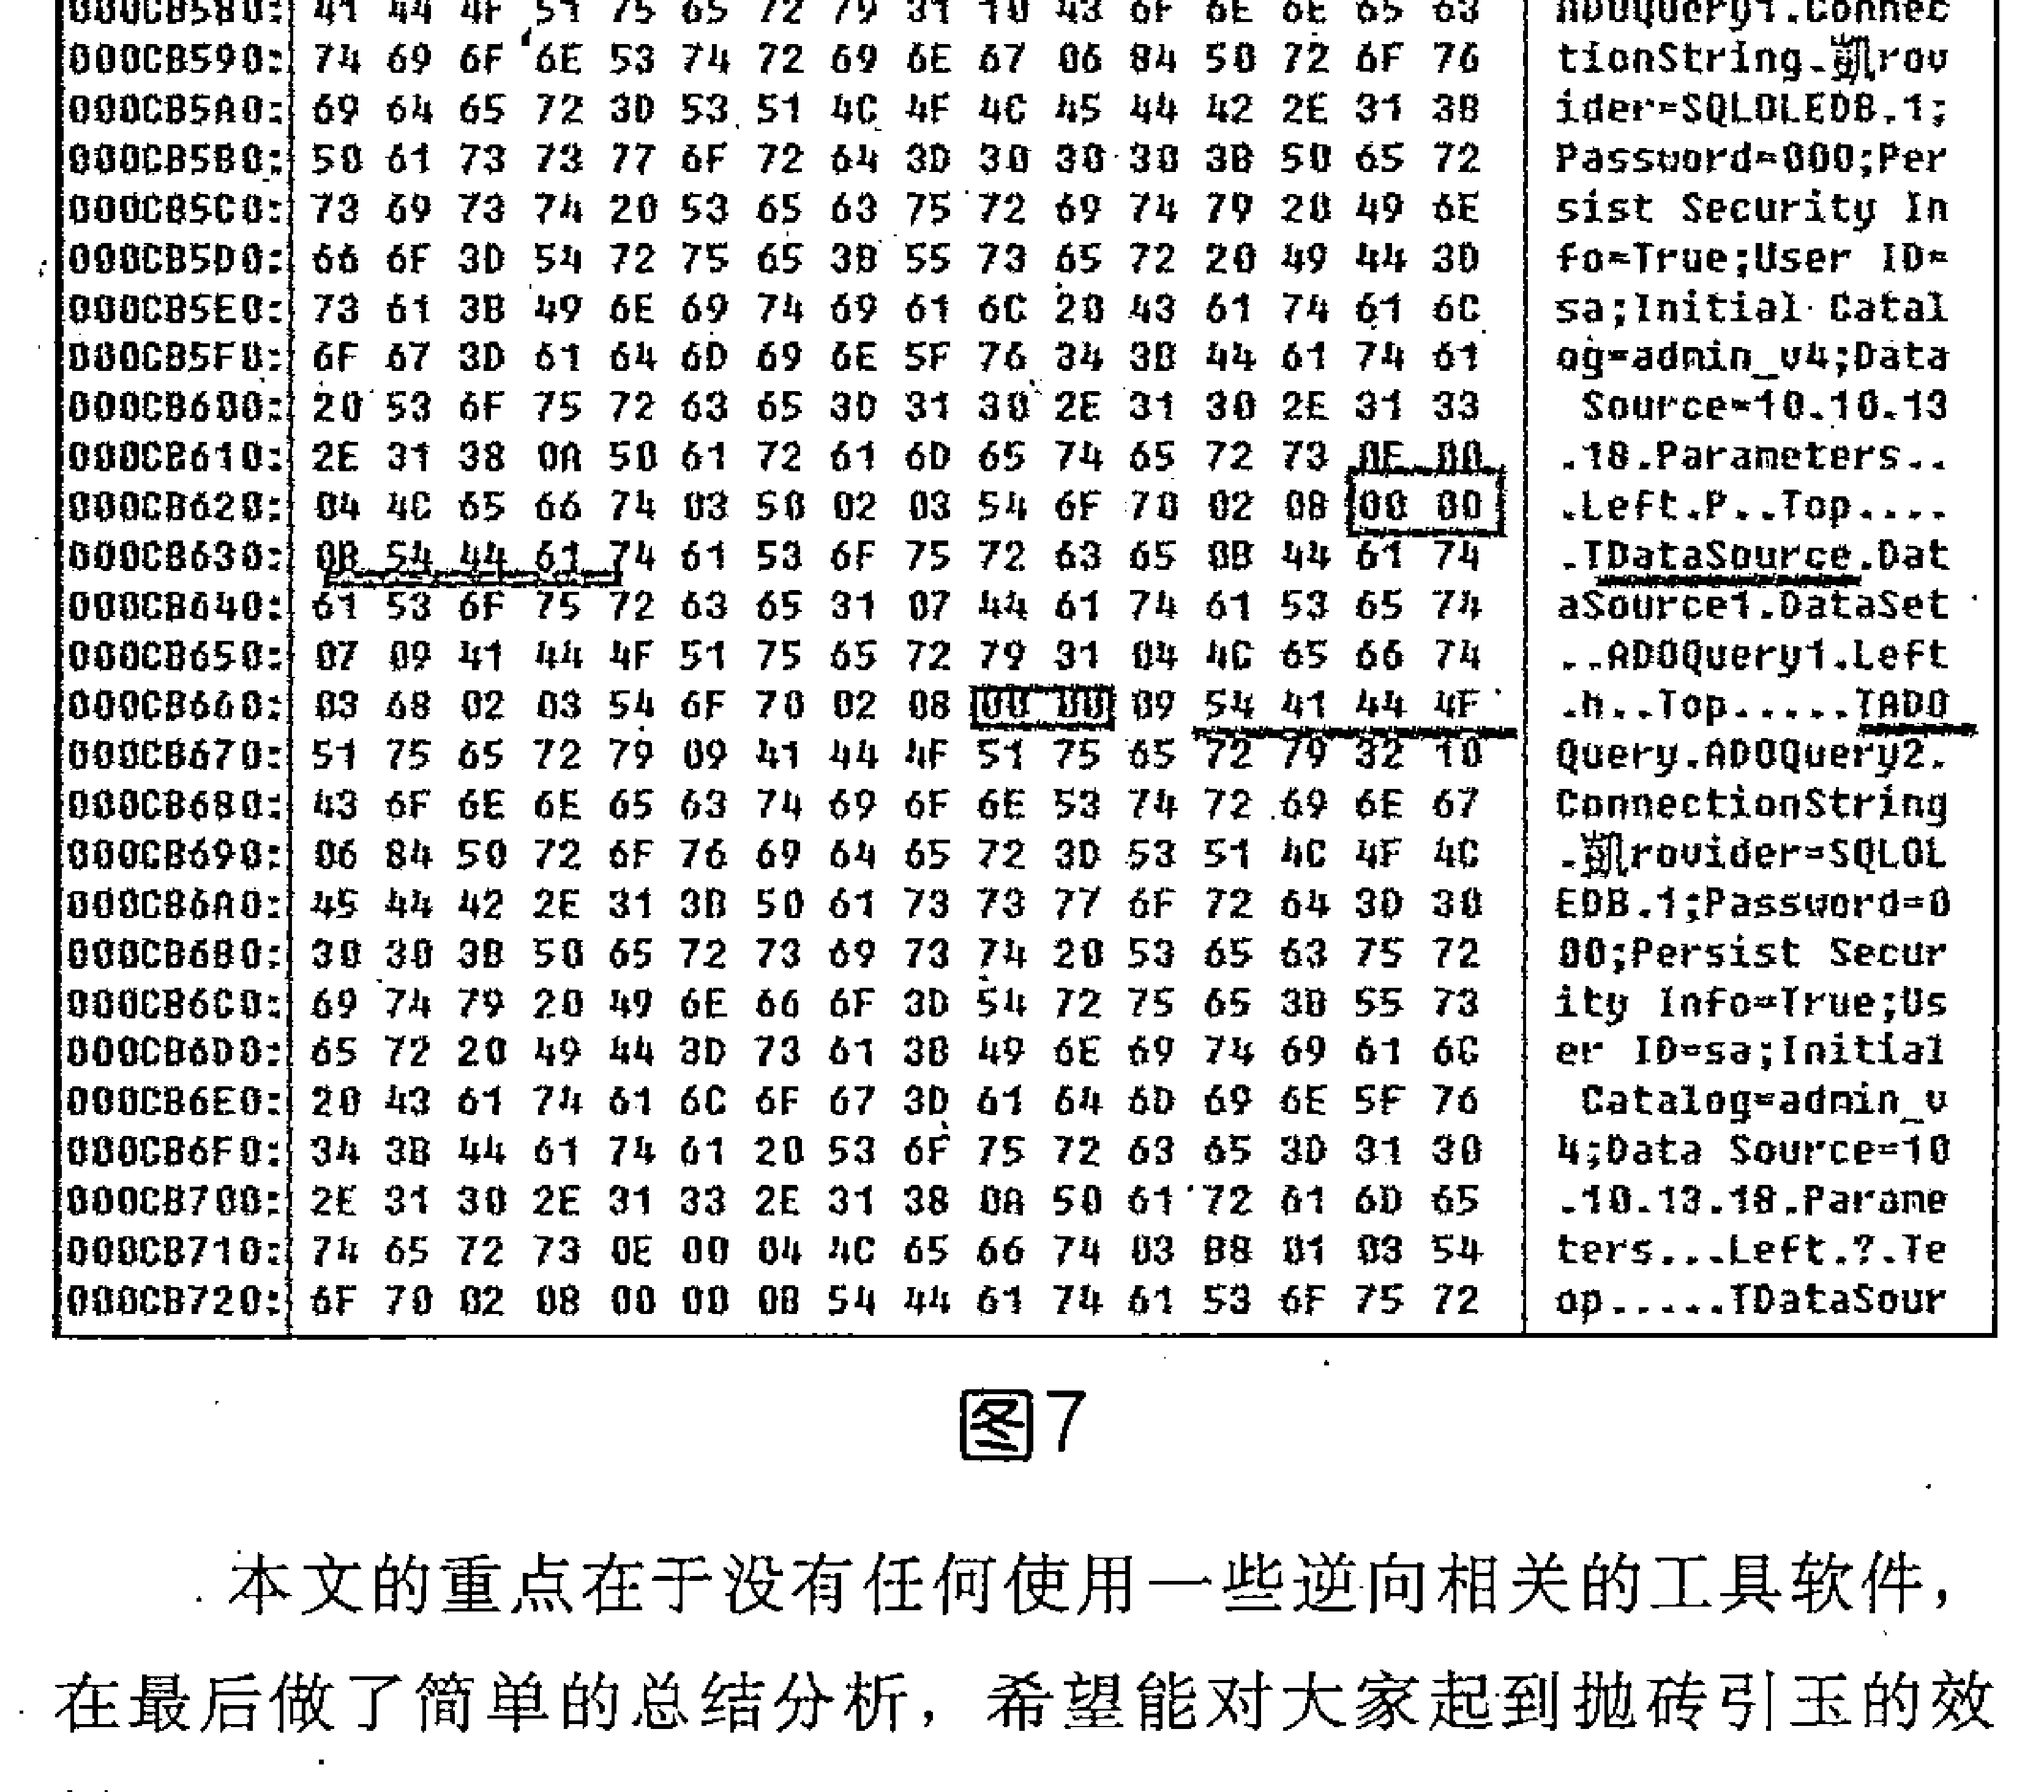 000CB580: 41 44 4F 51 75 65 72 79 31 10 43 6F 6E 6E 65 63 ADOQuery1.Connec
000CB590: 74 69 6F 6E 53 74 72 69 6E 67 06 84 50 72 6F 76 tionString.凱rov
000CB5A0: 69 64 65 72 3D 53 51 4C 4F 4C 45 44 42 2E 31 3B ider=SQLOLEDB.1;
000CB5B0: 50 61 73 73 77 6F 72 64 3D 30 30 30 3B 50 65 72 Password=000;Per
000CB5C0: 73 69 73 74 20 53 65 63 75 72 69 74 79 20 49 6E sist Security In
000CB5D0: 66 6F 3D 54 72 75 65 3B 55 73 65 72 20 49 44 3D fo=True;User ID=
000CB5E0: 73 61 3B 49 6E 69 74 69 61 6C 20 43 61 74 61 6C sa;Initial Catal
000CB5F0: 6F 67 3D 61 64 6D 69 6E 5F 76 34 3B 44 61 74 61 og=admin_v4;Data
000CB600: 20 53 6F 75 72 63 65 3D 31 30 2E 31 30 2E 31 33 Source=10.10.13
000CB610: 2E 31 38 0A 50 61 72 61 6D 65 74 65 72 73 0E 00 .18.Parameters..
000CB620: 04 4C 65 66 74 03 50 02 03 54 6F 70 02 08 00 00 .Left.P..Top....
000CB630: 0B 54 44 61 74 61 53 6F 75 72 63 65 0B 44 61 74 .TDataSource.Dat
000CB640: 61 53 6F 75 72 63 65 31 07 44 61 74 61 53 65 74 aSource1.DataSet
000CB650: 07 09 41 44 4F 51 75 65 72 79 31 04 4C 65 66 74 ..ADOQuery1.Left
000CB660: 03 68 02 03 54 6F 70 02 08 00 00 09 54 41 44 4F .h..Top.....TADO
000CB670: 51 75 65 72 79 09 41 44 4F 51 75 65 72 79 32 10 Query.ADOQuery2.
000CB680: 43 6F 6E 6E 65 63 74 69 6F 6E 53 74 72 69 6E 67 ConnectionString
000CB690: 06 84 50 72 6F 76 69 64 65 72 3D 53 51 4C 4F 4C .凱rovider=SQLOL
000CB6A0: 45 44 42 2E 31 3B 50 61 73 73 77 6F 72 64 3D 30 EDB.1;Password=0
000CB6B0: 30 30 3B 50 65 72 73 69 73 74 20 53 65 63 75 72 00;Persist Secur
000CB6C0: 69 74 79 20 49 6E 66 6F 3D 54 72 75 65 3B 55 73 ity Info=True;Us
000CB6D0: 65 72 20 49 44 3D 73 61 3B 49 6E 69 74 69 61 6C er ID=sa;Initial
000CB6E0: 20 43 61 74 61 6C 6F 67 3D 61 64 6D 69 6E 5F 76 Catalog=admin_v
000CB6F0: 34 3B 44 61 74 61 20 53 6F 75 72 63 65 3D 31 30 4;Data Source=10
000CB700: 2E 31 30 2E 31 33 2E 31 38 0A 50 61 72 61 6D 65 .10.13.18.Parame
000CB710: 74 65 72 73 0E 00 04 4C 65 66 74 03 B8 01 03 54 ters...Left.?.To
000CB720: 6F 70 02 08 00 00 0B 54 44 61 74 61 53 6F 75 72 op.....TDataSour
图7
本文的重点在于没有任何使用一些逆向相关的工具软件，
在最后做了简单的总结分析，希望能对大家起到抛砖引玉的效